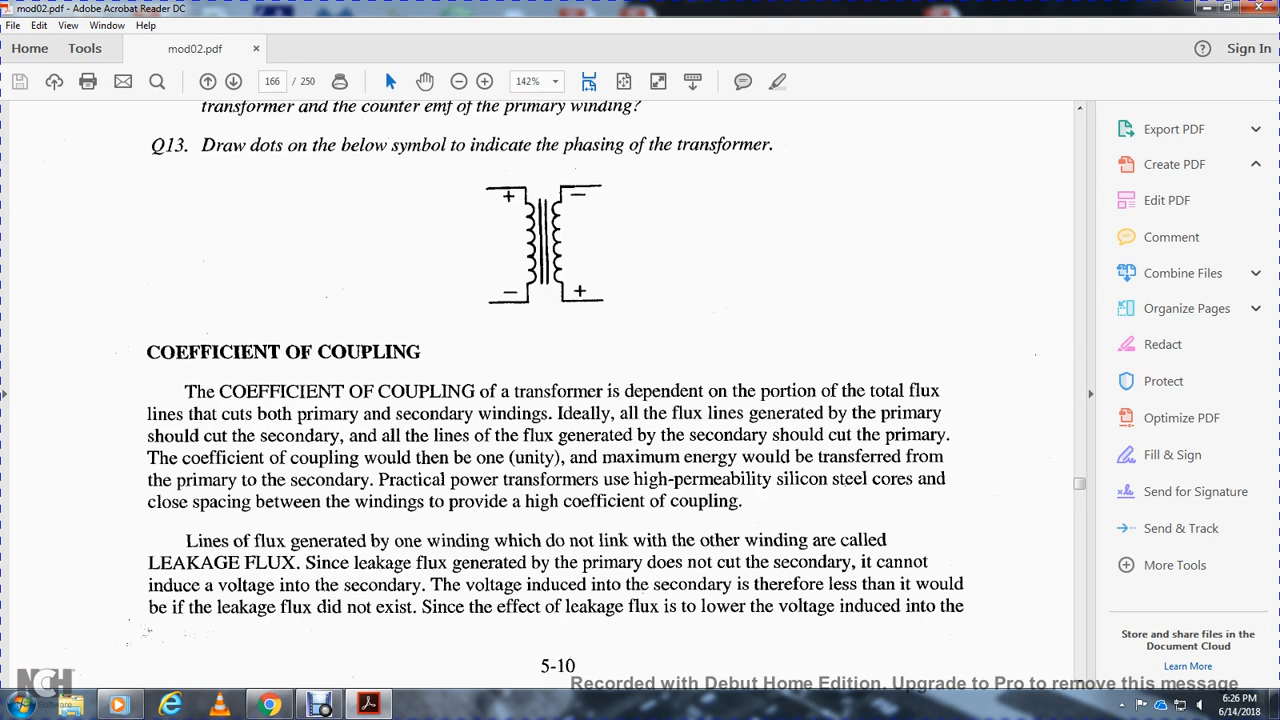 mod02.pdf - Adobe Acrobat Reader DC
File Edit View Window Help
Home Tools mod02.pdf × Sign In
166 / 250 142%
transformer and the counter emf of the primary winding?
Q13. Draw dots on the below symbol to indicate the phasing of the transformer.
+ −
− +
COEFFICIENT OF COUPLING
The COEFFICIENT OF COUPLING of a transformer is dependent on the portion of the total flux
lines that cuts both primary and secondary windings. Ideally, all the flux lines generated by the primary
should cut the secondary, and all the lines of the flux generated by the secondary should cut the primary.
The coefficient of coupling would then be one (unity), and maximum energy would be transferred from
the primary to the secondary. Practical power transformers use high-permeability silicon steel cores and
close spacing between the windings to provide a high coefficient of coupling.
Lines of flux generated by one winding which do not link with the other winding are called
LEAKAGE FLUX. Since leakage flux generated by the primary does not cut the secondary, it cannot
induce a voltage into the secondary. The voltage induced into the secondary is therefore less than it would
be if the leakage flux did not exist. Since the effect of leakage flux is to lower the voltage induced into the
5-10
Export PDF
Create PDF
Edit PDF
Comment
Combine Files
Organize Pages
Redact
Protect
Optimize PDF
Fill & Sign
Send for Signature
Send & Track
More Tools
Store and share files in the
Document Cloud
Learn More
NCH
Software
Recorded with Debut Home Edition. Upgrade to Pro to remove this message
6:26 PM
6/14/2018